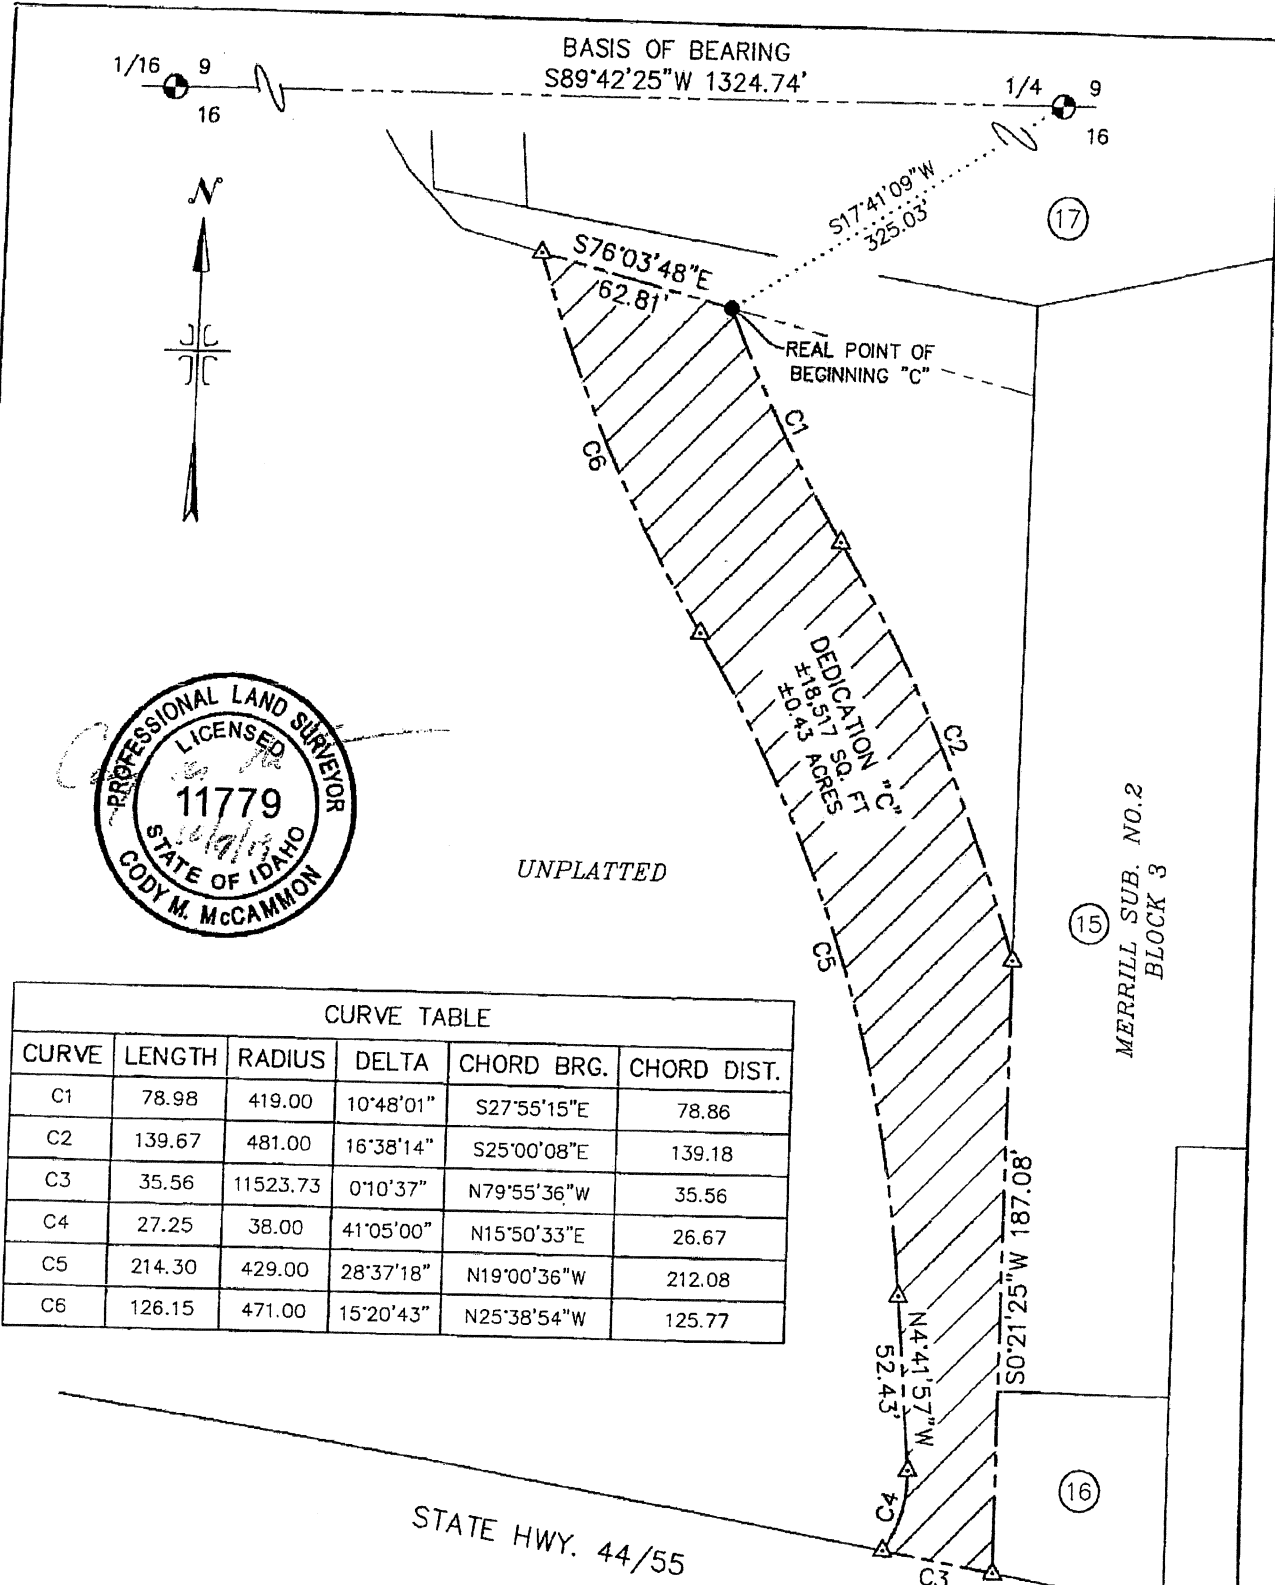 BASIS OF BEARING
S89°42'25"W 1324.74'
1/16 9
16
1/4 9
16
N
S17°41'09"W
325.03'
17
S76°03'48"E
62.81'
REAL POINT OF
BEGINNING "C"
C1
C6
DEDICATION "C"
±18,517 SQ. FT
±0.43 ACRES
C2
PROFESSIONAL LAND SURVEYOR
LICENSED
11779
STATE OF IDAHO
CODY M. McCAMMON
UNPLATTED
C5
15
MERRILL SUB. NO.2
BLOCK 3
CURVE TABLE
CURVE LENGTH RADIUS DELTA CHORD BRG. CHORD DIST.
C1 78.98 419.00 10°48'01" S27°55'15"E 78.86
C2 139.67 481.00 16°38'14" S25°00'08"E 139.18
C3 35.56 11523.73 0°10'37" N79°55'36"W 35.56
C4 27.25 38.00 41°05'00" N15°50'33"E 26.67
C5 214.30 429.00 28°37'18" N19°00'36"W 212.08
C6 126.15 471.00 15°20'43" N25°38'54"W 125.77
S0°21'25"W 187.08'
N4°41'57"W
52.43'
C4
16
STATE HWY. 44/55
C3